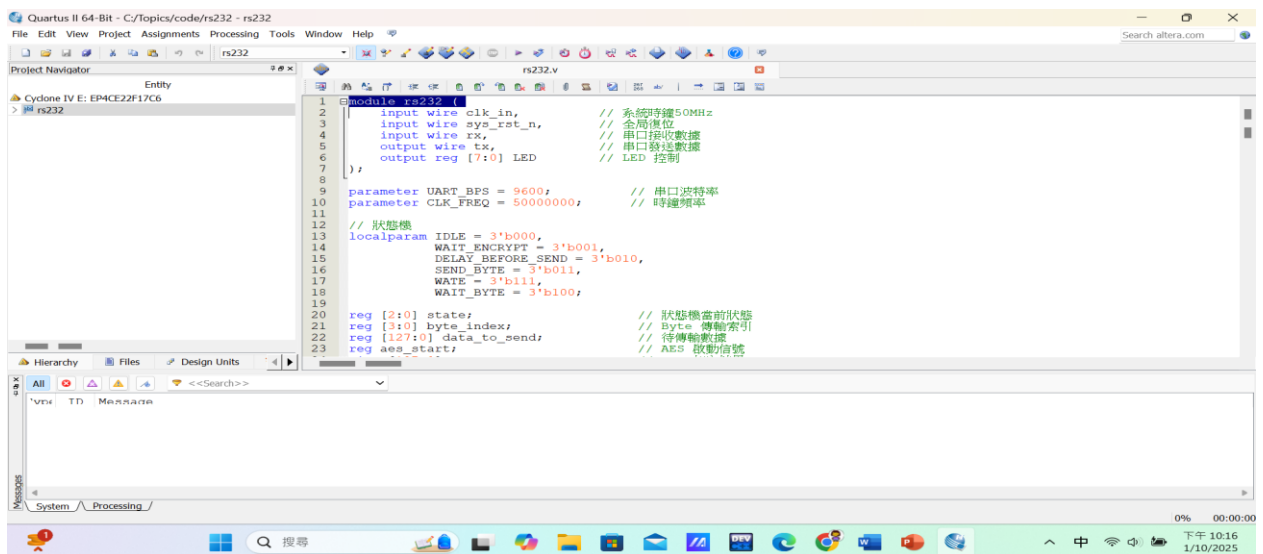 Quartus II 64-Bit - C:/Topics/code/rs232 - rs232
File Edit View Project Assignments Processing Tools Window Help
Search altera.com
rs232
Project Navigator
rs232.v
Entity
Cyclone IV E: EP4CE22F17C6
rs232
1 module rs232 (
2 input wire clk_in, // 系統時鐘50MHz
3 input wire sys_rst_n, // 全局復位
4 input wire rx, // 串口接收數據
5 output wire tx, // 串口發送數據
6 output reg [7:0] LED // LED 控制
7 );
8
9 parameter UART_BPS = 9600; // 串口波特率
10 parameter CLK_FREQ = 50000000; // 時鐘頻率
11
12 // 狀態機
13 localparam IDLE = 3'b000,
14 WAIT_ENCRYPT = 3'b001,
15 DELAY_BEFORE_SEND = 3'b010,
16 SEND_BYTE = 3'b011,
17 WATE = 3'b111,
18 WAIT_BYTE = 3'b100;
19
20 reg [2:0] state; // 狀態機當前狀態
21 reg [3:0] byte_index; // Byte 傳輸索引
22 reg [127:0] data_to_send; // 待傳輸數據
23 reg aes_start; // AES 啟動信號
Hierarchy Files Design Units
All <<Search>>
ID Message
Messages
System Processing
0% 00:00:00
搜尋
DEV
中
下午 10:16
1/10/2025